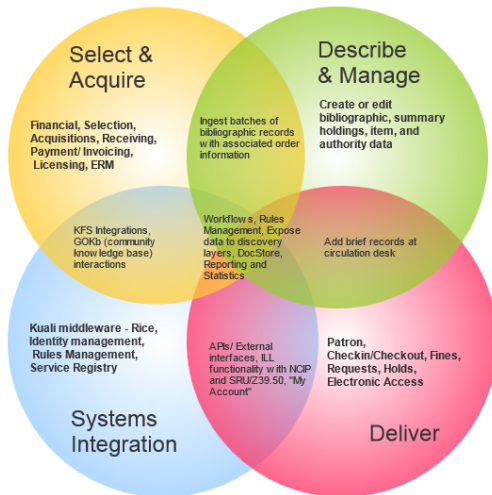 Select &
Acquire
Describe
& Manage
Financial, Selection,
Acquisitions, Receiving,
Payment/ Invoicing,
Licensing, ERM
Ingest batches of
bibliographic records
with associated order
information
Create or edit
bibliographic, summary
holdings, item, and
authority data
KFS Integrations,
GOKb (community
knowledge base)
interactions
Workflows, Rules
Management, Expose
data to discovery
layers, DocStore,
Reporting and
Statistics
Add brief records at
circulation desk
Kuali middleware - Rice,
Identity management,
Rules Management,
Service Registry
APIs/ External
interfaces, ILL
functionality with NCIP
and SRU/Z39.50, "My
Account"
Patron,
Checkin/Checkout, Fines,
Requests, Holds,
Electronic Access
Systems
Integration
Deliver